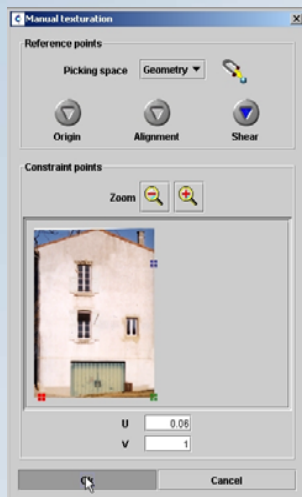 Manual texturation
Reference points
Picking space Geometry
Origin Alignment Shear
Constraint points
Zoom
U 0.06
V 1
Cancel